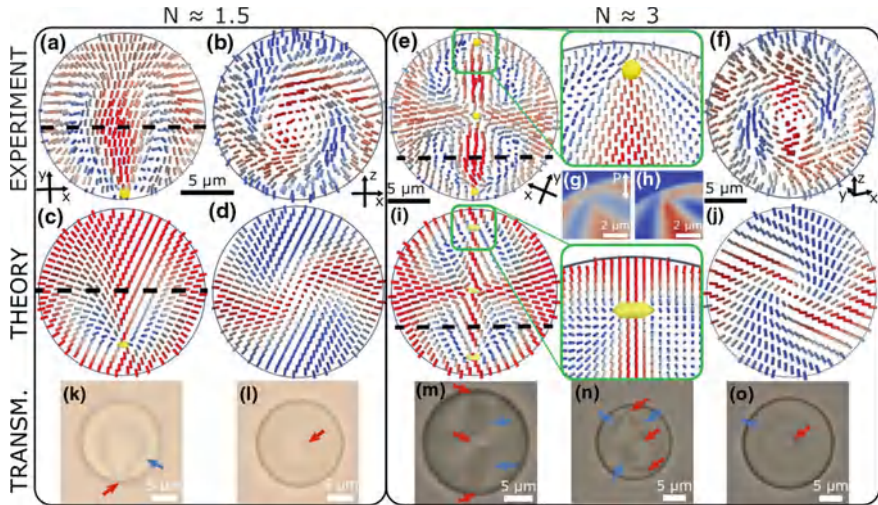 N ≈ 1.5
N ≈ 3
EXPERIMENT
(a)
(b)
(e)
(f)
y
x
5 μm
z
x
5 μm
y
x
(g)
P
(h)
2 μm
2 μm
5 μm
z
y
x
THEORY
(c)
(d)
(i)
(j)
TRANSM.
(k)
(l)
(m)
(n)
(o)
5 μm
5 μm
5 μm
5 μm
5 μm